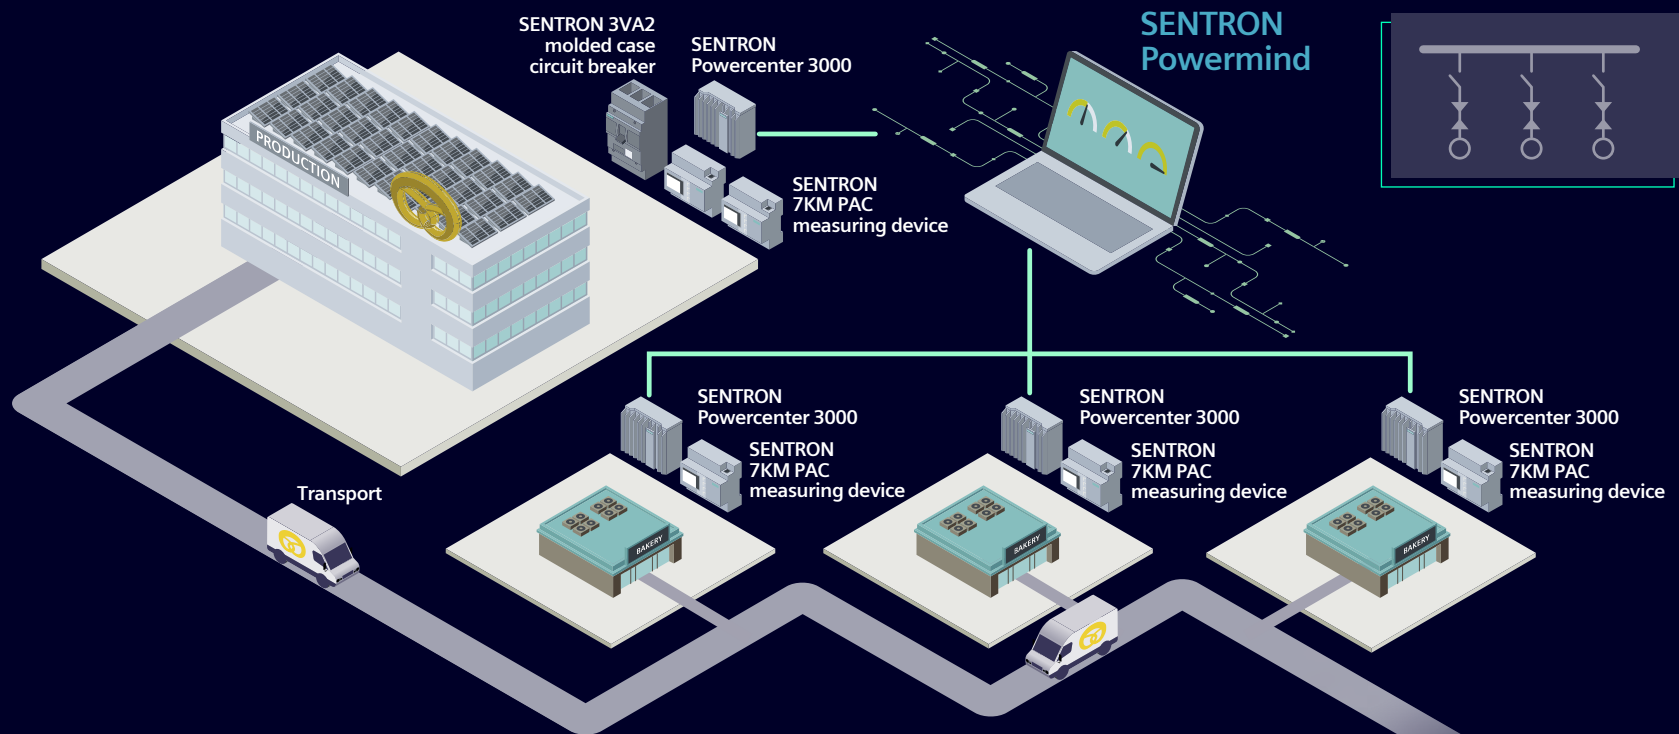 SENTRON 3VA2
molded case
circuit breaker
SENTRON
Powercenter 3000
SENTRON
Powermind
PRODUCTION
SENTRON
7KM PAC
measuring device
SENTRON
Powercenter 3000
SENTRON
7KM PAC
measuring device
SENTRON
Powercenter 3000
SENTRON
7KM PAC
measuring device
SENTRON
Powercenter 3000
SENTRON
7KM PAC
measuring device
Transport
BAKERY
BAKERY
BAKERY